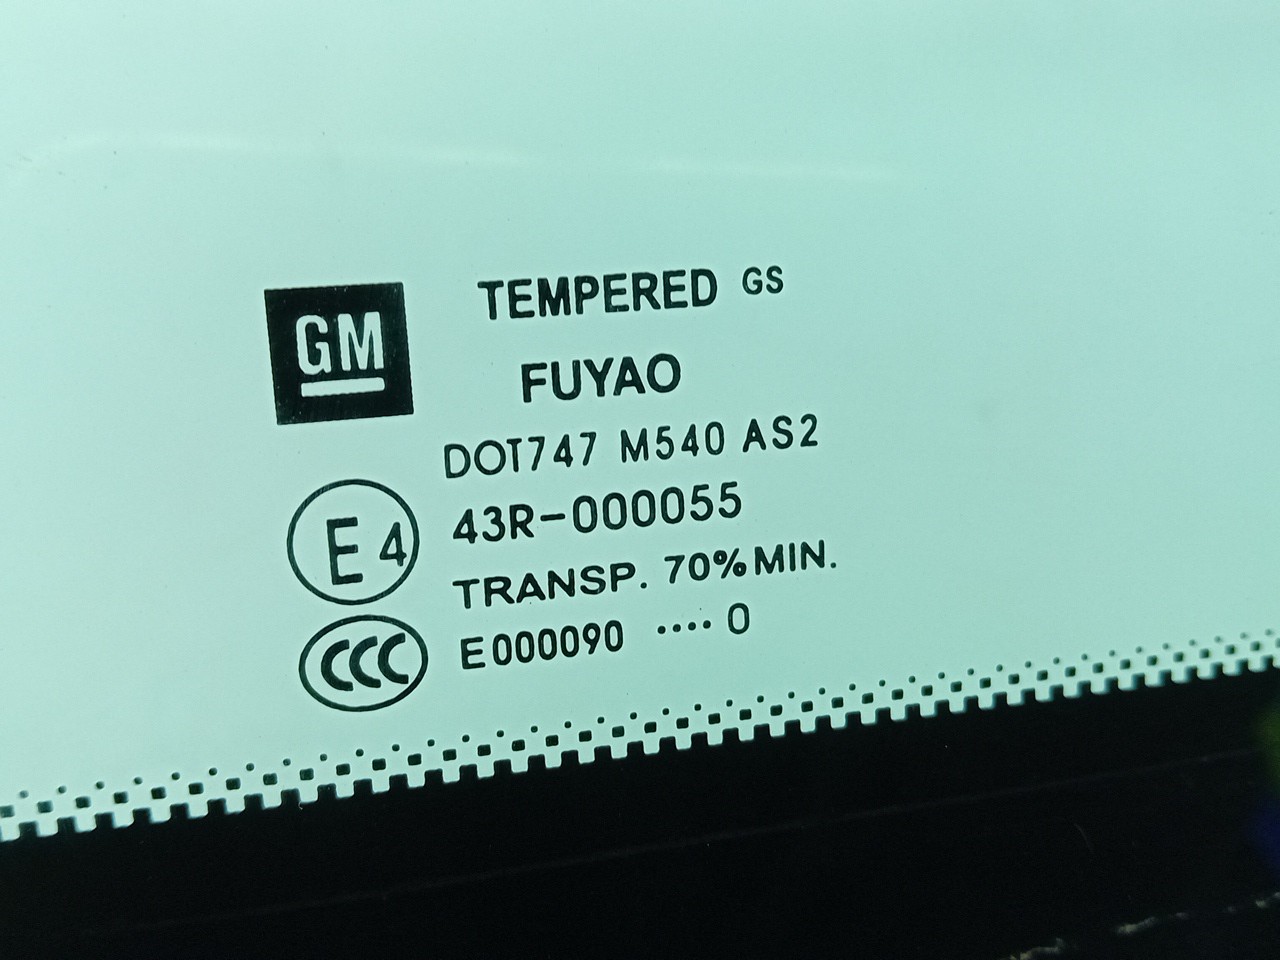 GM
TEMPERED GS
FUYAO
DOT747 M540 AS2
E4
43R-000055
TRANSP. 70% MIN.
CCC
E000090 ···· 0